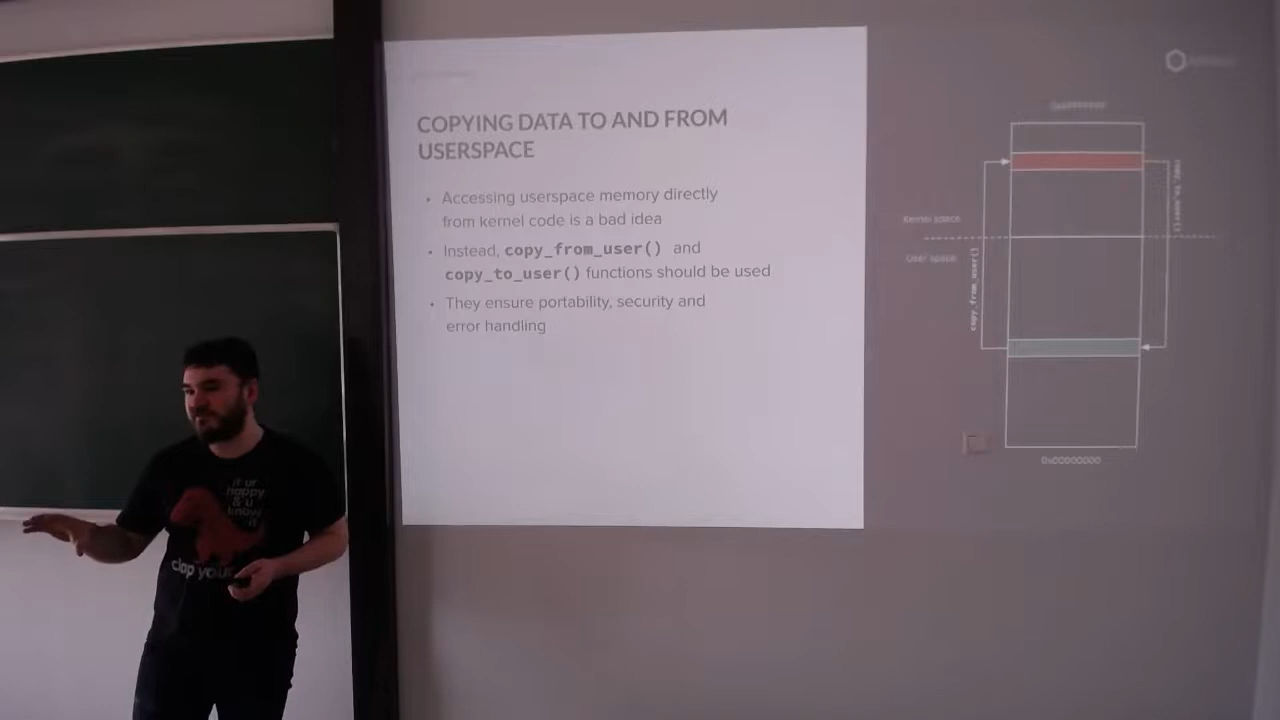 COPYING DATA TO AND FROM
USERSPACE
• Accessing userspace memory directly
from kernel code is a bad idea
• Instead, copy_from_user() and
copy_to_user() functions should be used
• They ensure portability, security and
error handling
Kernel space
User space
copy_from_user()
copy_to_user()
0x00000000
if ur
happy
& u
know
it
clap your